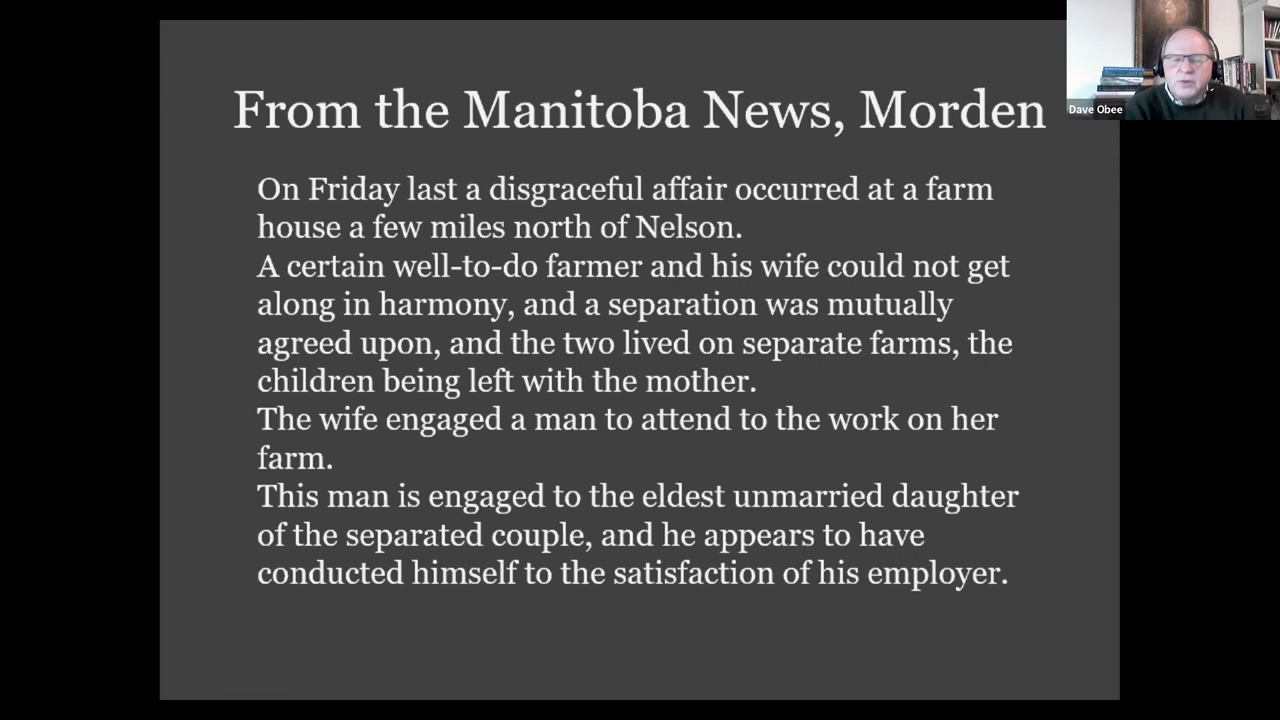 From the Manitoba News, Morden
Dave Obee
On Friday last a disgraceful affair occurred at a farm
house a few miles north of Nelson.
A certain well-to-do farmer and his wife could not get
along in harmony, and a separation was mutually
agreed upon, and the two lived on separate farms, the
children being left with the mother.
The wife engaged a man to attend to the work on her
farm.
This man is engaged to the eldest unmarried daughter
of the separated couple, and he appears to have
conducted himself to the satisfaction of his employer.